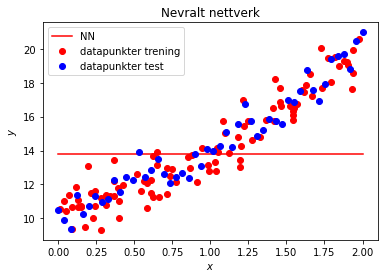 Nevralt nettverk
NN
datapunkter trening
datapunkter test
y
20
18
16
14
12
10
0.00 0.25 0.50 0.75 1.00 1.25 1.50 1.75 2.00
x